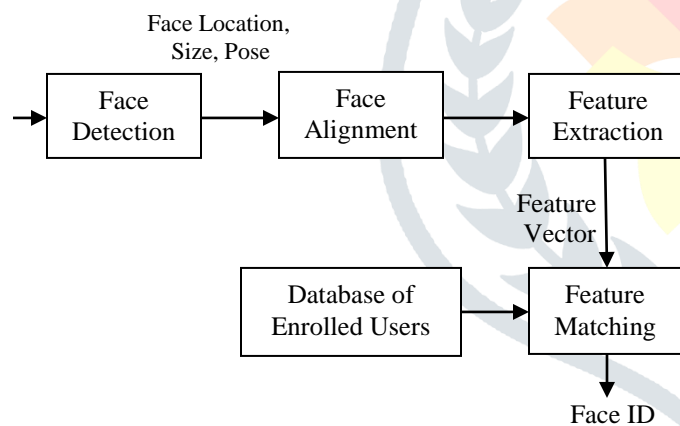 Face Location,
Size, Pose
Face
Detection
Face
Alignment
Feature
Extraction
Feature
Vector
Database of
Enrolled Users
Feature
Matching
Face ID